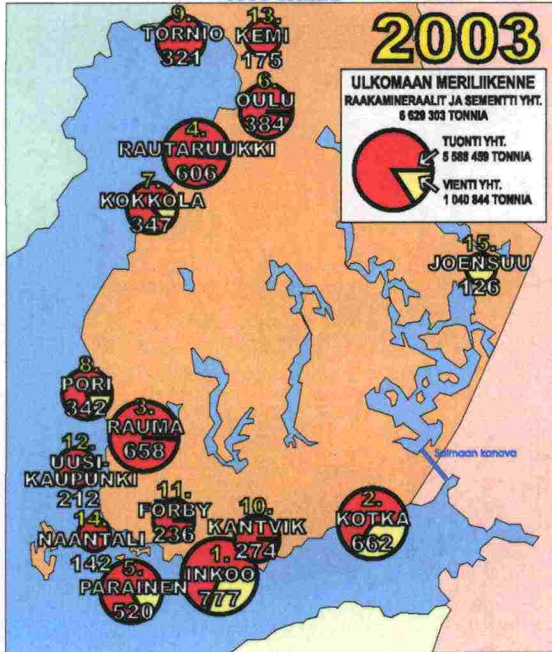 2003
ULKOMAAN MERILIIKENNE
RAAKAMINERAALIT JA SEMENTTI YHT.
6 629 303 TONNIA
TUONTI YHT.
5 588 459 TONNIA
VIENTI YHT.
1 040 844 TONNIA
9.
TORNIO
321
13.
KEMI
175
6.
OULU
384
4.
RAUTARUUKKI
606
7.
KOKKOLA
347
15.
JOENSUU
126
8.
PORI
342
3.
RAUMA
658
Saimaan kanava
12.
UUSI-
KAUPUNKI
212
11.
FÖRBY
236
10.
KANTVIK
274
2.
KOTKA
662
14.
NAANTALI
142
1.
INKOO
777
5.
PARAINEN
520